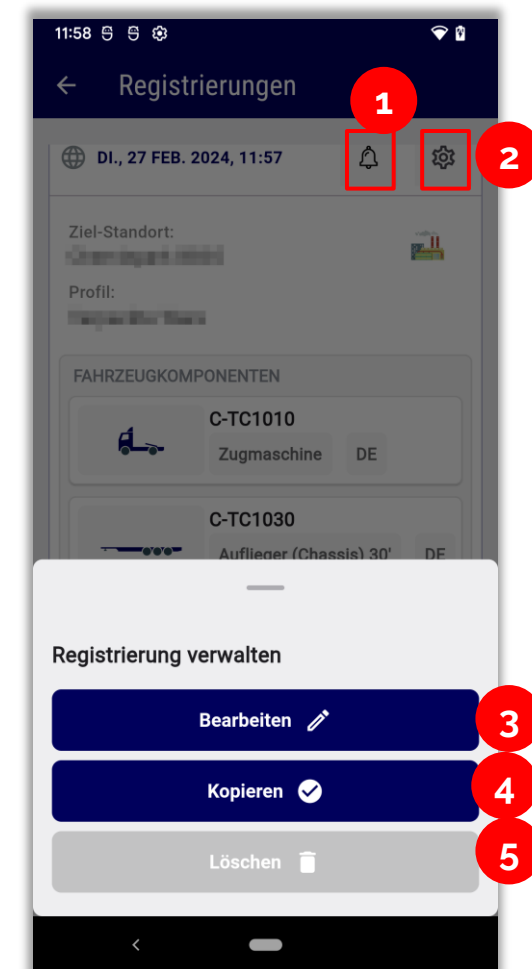 11:58
Registrierungen
1
DI., 27 FEB. 2024, 11:57
2
Ziel-Standort:
Profil:
FAHRZEUGKOMPONENTEN
C-TC1010
Zugmaschine DE
C-TC1030
Auflieger (Chassis) 30' DE
Registrierung verwalten
Bearbeiten
3
Kopieren
4
Löschen
5